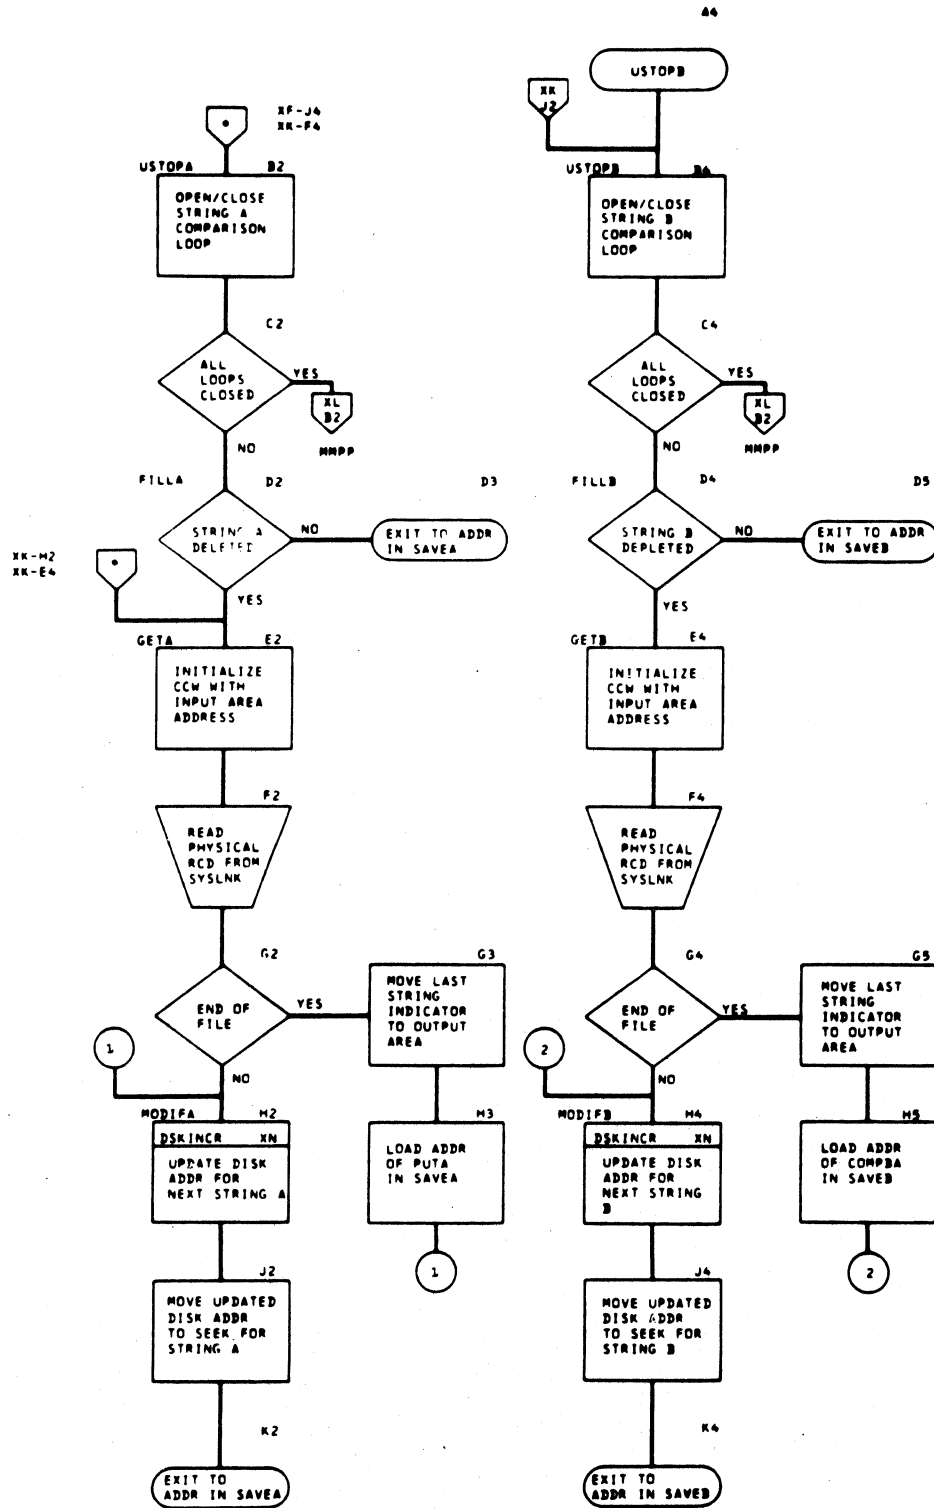 A4
USTOPB
XK
J2
*
XF-J4
XK-F4
USTOPA
B2
OPEN/CLOSE
STRING A
COMPARISON
LOOP
USTOPB
B4
OPEN/CLOSE
STRING B
COMPARISON
LOOP
C2
ALL
LOOPS
CLOSED
YES
XL
B2
MMPP
NO
C4
ALL
LOOPS
CLOSED
YES
XL
B2
MMPP
NO
FILLA
D2
STRING A
DELETED
NO
D3
EXIT TO ADDR
IN SAVEA
YES
FILLB
D4
STRING B
DEPLETED
NO
D5
EXIT TO ADDR
IN SAVEB
YES
XK-H2
XK-E4
*
GETA
E2
INITIALIZE
CCW WITH
INPUT AREA
ADDRESS
GETB
E4
INITIALIZE
CCW WITH
INPUT AREA
ADDRESS
F2
READ
PHYSICAL
RCD FROM
SYSLNK
F4
READ
PHYSICAL
RCD FROM
SYSLNK
G2
END OF
FILE
YES
NO
G3
MOVE LAST
STRING
INDICATOR
TO OUTPUT
AREA
G4
END OF
FILE
YES
NO
G5
MOVE LAST
STRING
INDICATOR
TO OUTPUT
AREA
1
2
MODIFA
H2
DSKINCR XN
UPDATE DISK
ADDR FOR
NEXT STRING A
H3
LOAD ADDR
OF PUTA
IN SAVEA
1
MODIFB
H4
DSKINCR XN
UPDATE DISK
ADDR FOR
NEXT STRING
B
H5
LOAD ADDR
OF COMPBA
IN SAVEB
2
J2
MOVE UPDATED
DISK ADDR
TO SEEK FOR
STRING A
J4
MOVE UPDATED
DISK ADDR
TO SEEK FOR
STRING B
K2
EXIT TO
ADDR IN SAVEA
K4
EXIT TO
ADDR IN SAVEB